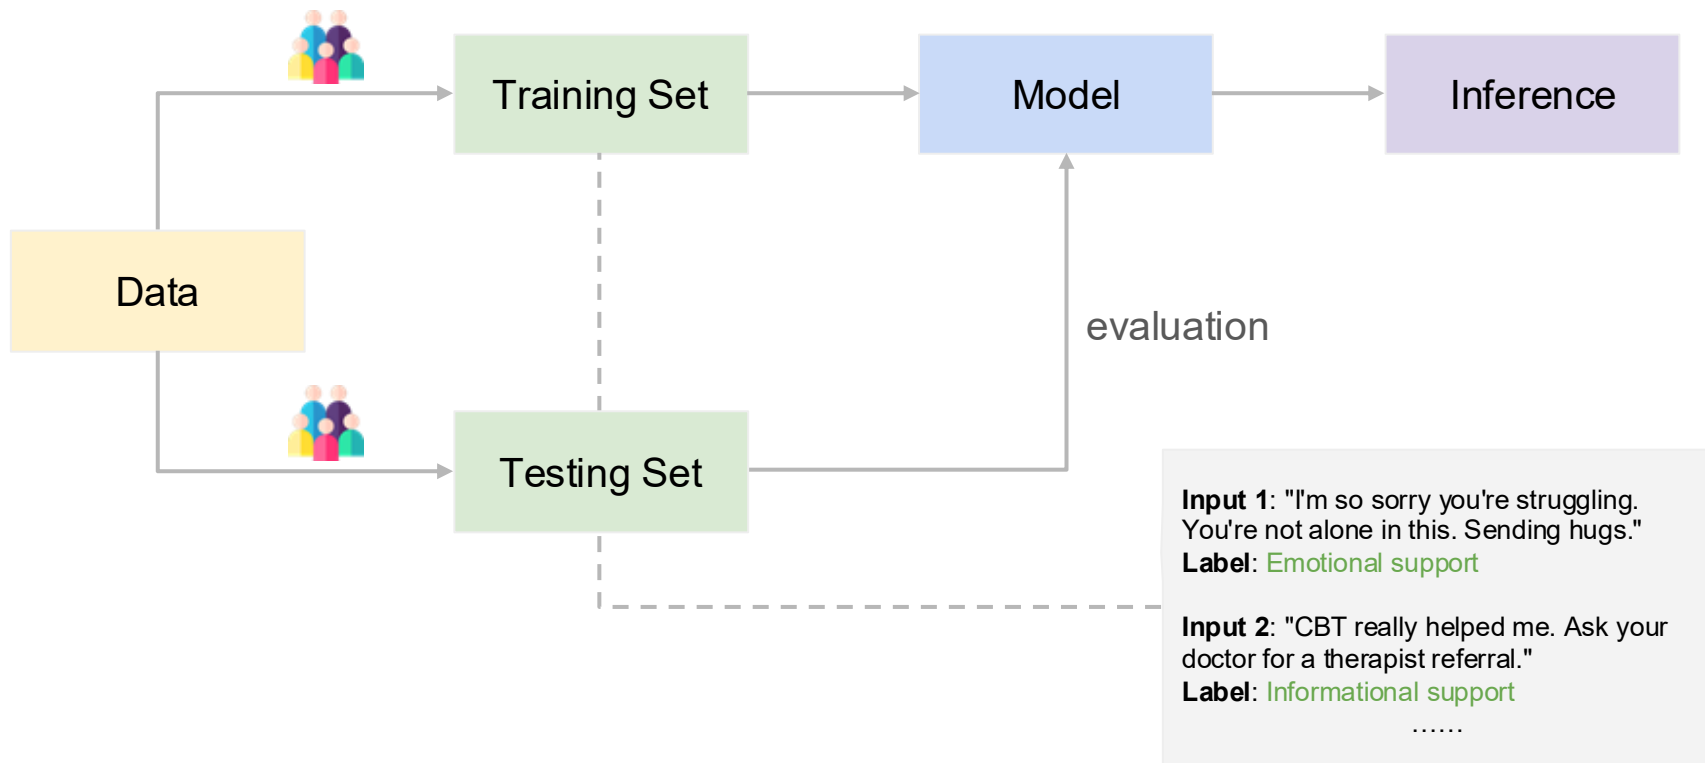 Training Set
Model
Inference
Data
evaluation
Testing Set
Input 1: "I'm so sorry you're struggling.
You're not alone in this. Sending hugs."
Label: Emotional support
Input 2: "CBT really helped me. Ask your
doctor for a therapist referral."
Label: Informational support
......